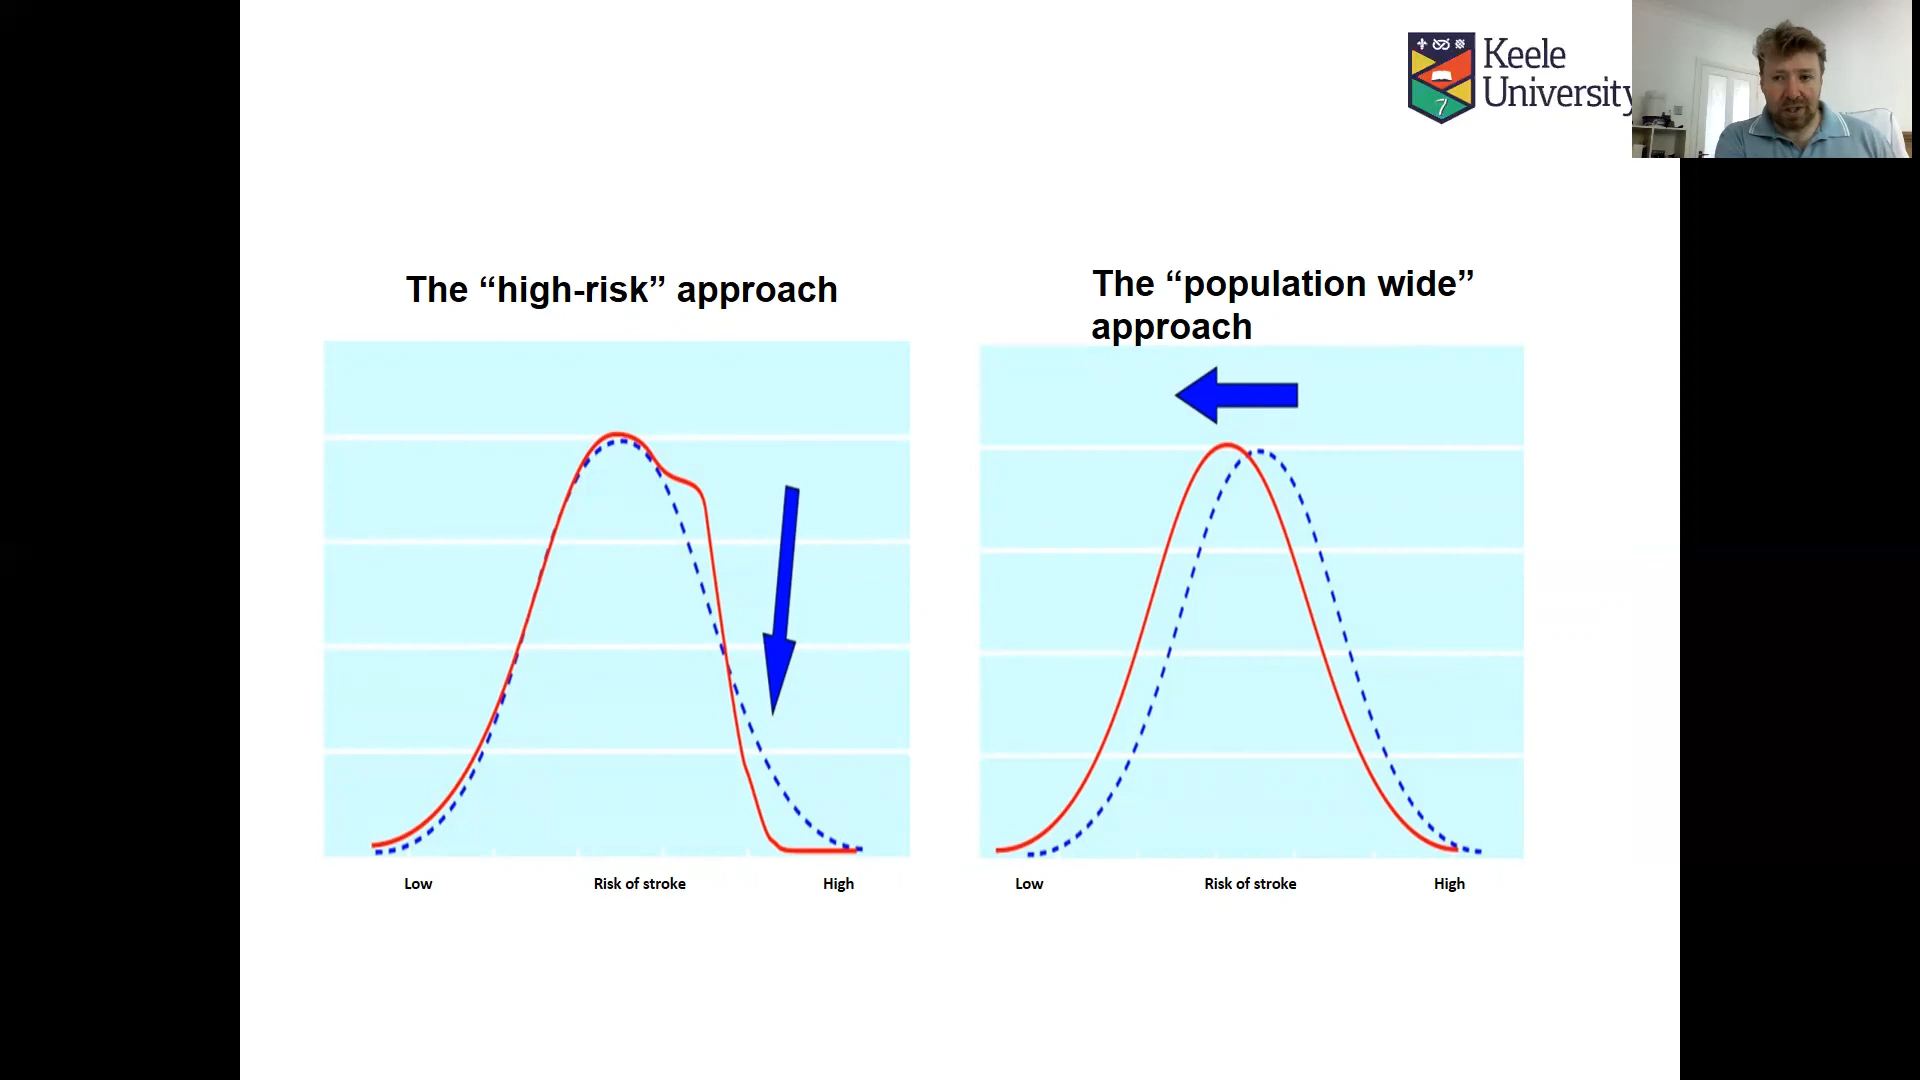 Keele
University
The “high-risk” approach
The “population wide”
approach
Low Risk of stroke High
Low Risk of stroke High